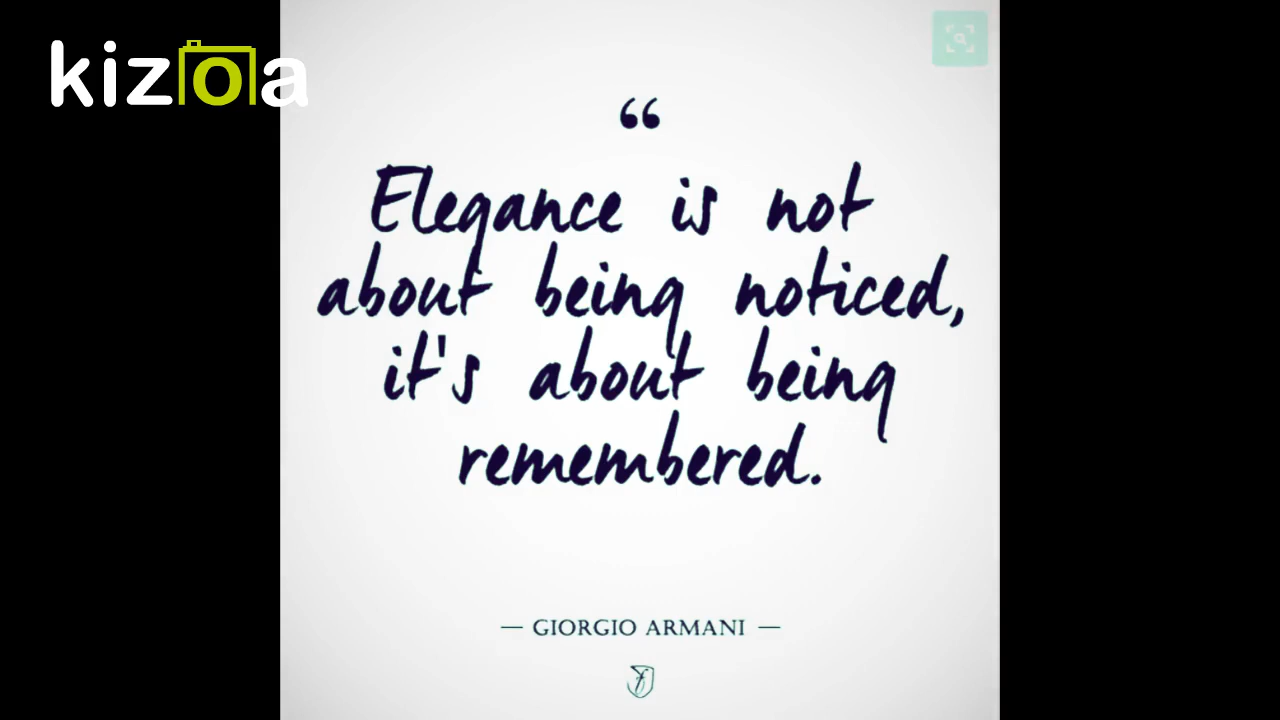 kizoa
“
Elegance is not
about being noticed,
it's about being
remembered.
— GIORGIO ARMANI —